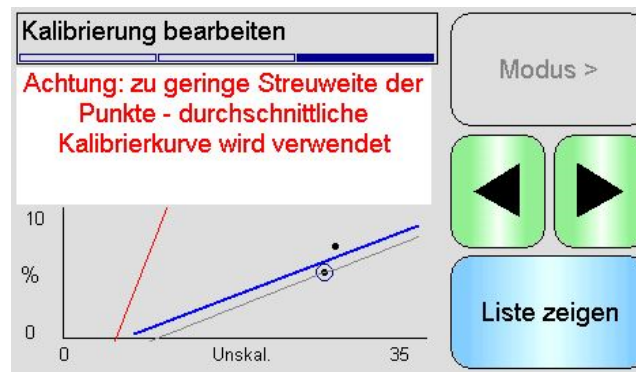 Kalibrierung bearbeiten
Achtung: zu geringe Streuweite der
Punkte - durchschnittliche
Kalibrierkurve wird verwendet
10
%
0
0 Unskal. 35
Modus >
Liste zeigen